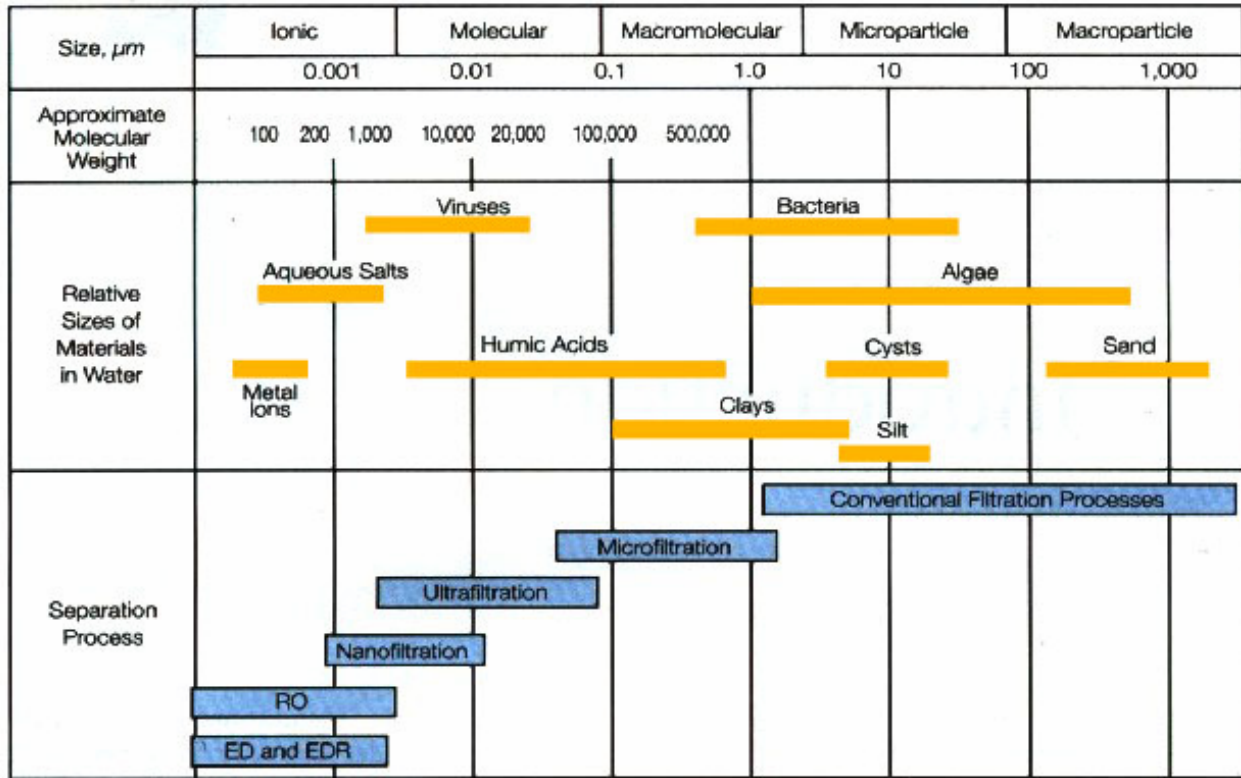 Size, µm
Ionic
Molecular
Macromolecular
Microparticle
Macroparticle
0.001
0.01
0.1
1.0
10
100
1,000
Approximate
Molecular
Weight
100
200
1,000
10,000
20,000
100,000
500,000
Relative
Sizes of
Materials
in Water
Viruses
Bacteria
Aqueous Salts
Algae
Humic Acids
Cysts
Sand
Metal
Ions
Clays
Silt
Separation
Process
Conventional Filtration Processes
Microfiltration
Ultrafiltration
Nanofiltration
RO
ED and EDR